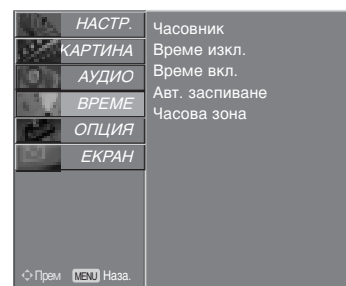 НАСТР.
КАРТИНА
АУДИО
ВРЕМЕ
ОПЦИЯ
ЕКРАН
Часовник
Време изкл.
Време вкл.
Авт. заспиване
Часова зона
Прем MENU Наза.